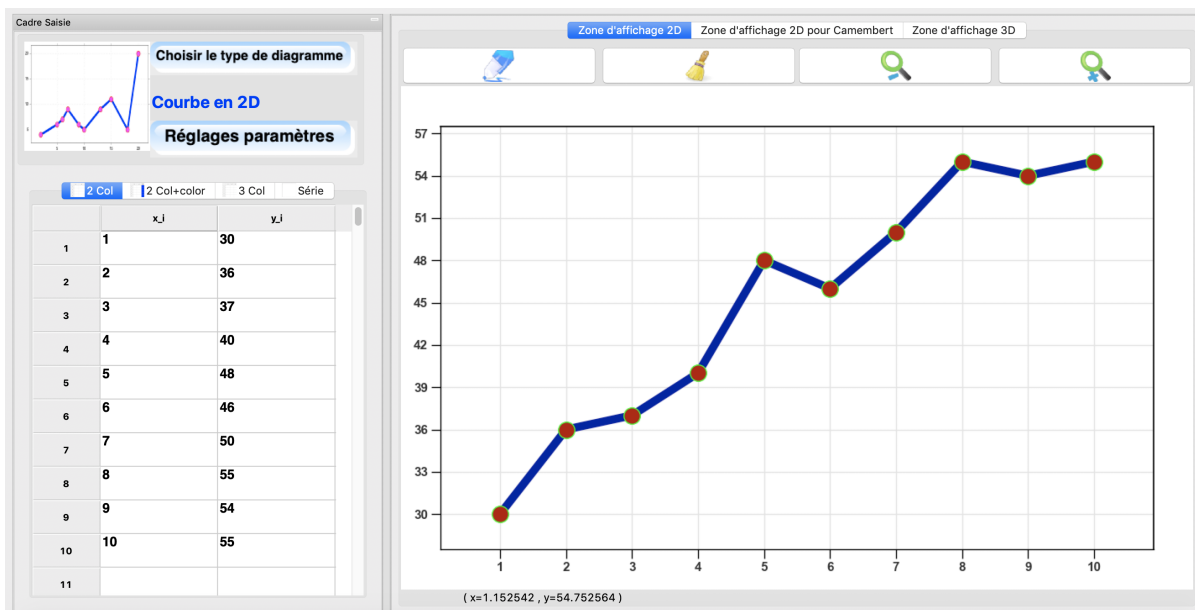 Cadre Saisie
Choisir le type de diagramme
Courbe en 2D
Réglages paramètres
2 Col 2 Col+color 3 Col Série
x_i y_i
1 1 30
2 2 36
3 3 37
4 4 40
5 5 48
6 6 46
7 7 50
8 8 55
9 9 54
10 10 55
11
Zone d'affichage 2D Zone d'affichage 2D pour Camembert Zone d'affichage 3D
57
54
51
48
45
42
39
36
33
30
1 2 3 4 5 6 7 8 9 10
( x=1.152542 , y=54.752564 )